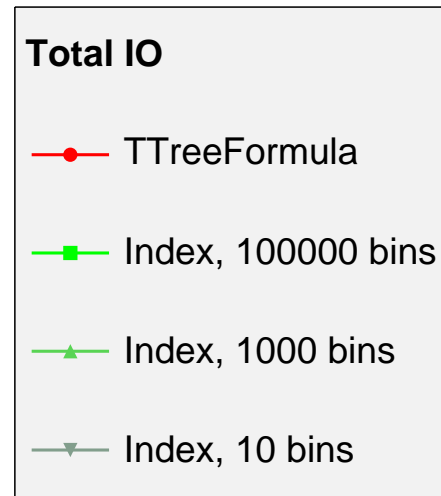 Total IO
TTreeFormula
Index, 100000 bins
Index, 1000 bins
Index, 10 bins